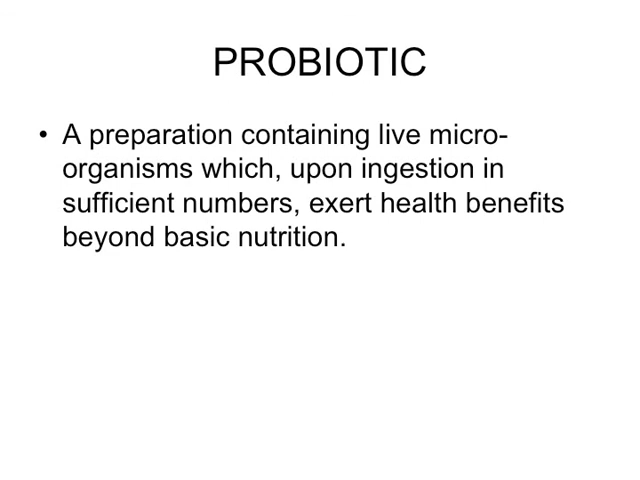 PROBIOTIC
• A preparation containing live micro-
organisms which, upon ingestion in
sufficient numbers, exert health benefits
beyond basic nutrition.